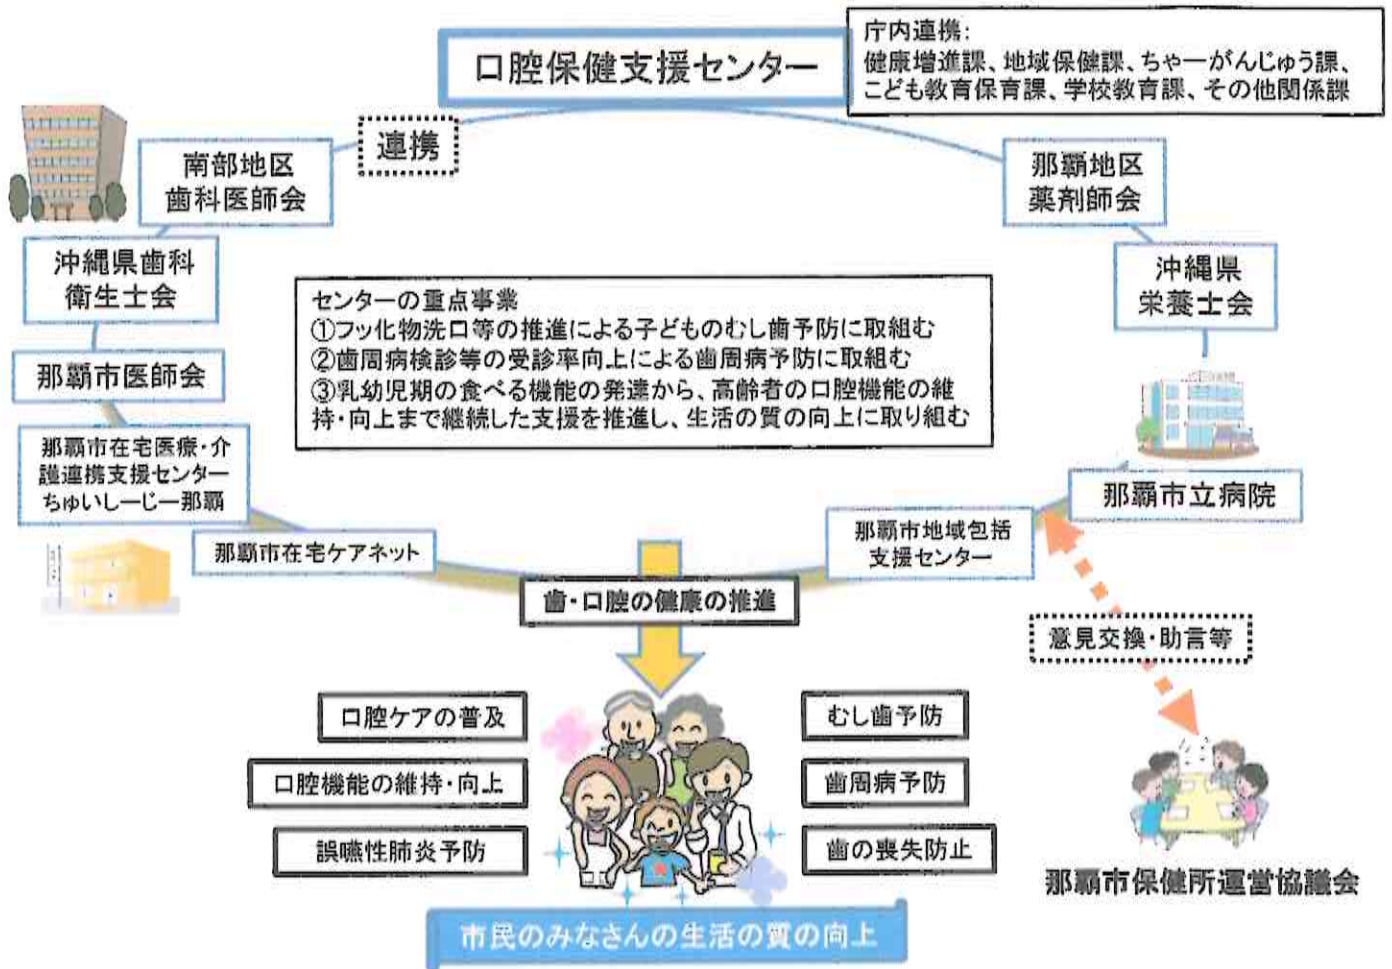 口腔保健支援センター
庁内連携：
健康増進課、地域保健課、ちゃーがんじゅう課、
こども教育保育課、学校教育課、その他関係課
連携
南部地区
歯科医師会
那覇地区
薬剤師会
沖縄県歯科
衛生士会
沖縄県
栄養士会
センターの重点事業
①フッ化物洗口等の推進による子どものむし歯予防に取組む
②歯周病検診等の受診率向上による歯周病予防に取組む
③乳幼児期の食べる機能の発達から、高齢者の口腔機能の維
持・向上まで継続した支援を推進し、生活の質の向上に取り組む
那覇市医師会
那覇市在宅医療・介
護連携支援センター
ちゅいしーじー那覇
那覇市立病院
那覇市在宅ケアネット
那覇市地域包括
支援センター
歯・口腔の健康の推進
意見交換・助言等
口腔ケアの普及
むし歯予防
口腔機能の維持・向上
歯周病予防
誤嚥性肺炎予防
歯の喪失防止
那覇市保健所運営協議会
市民のみなさんの生活の質の向上